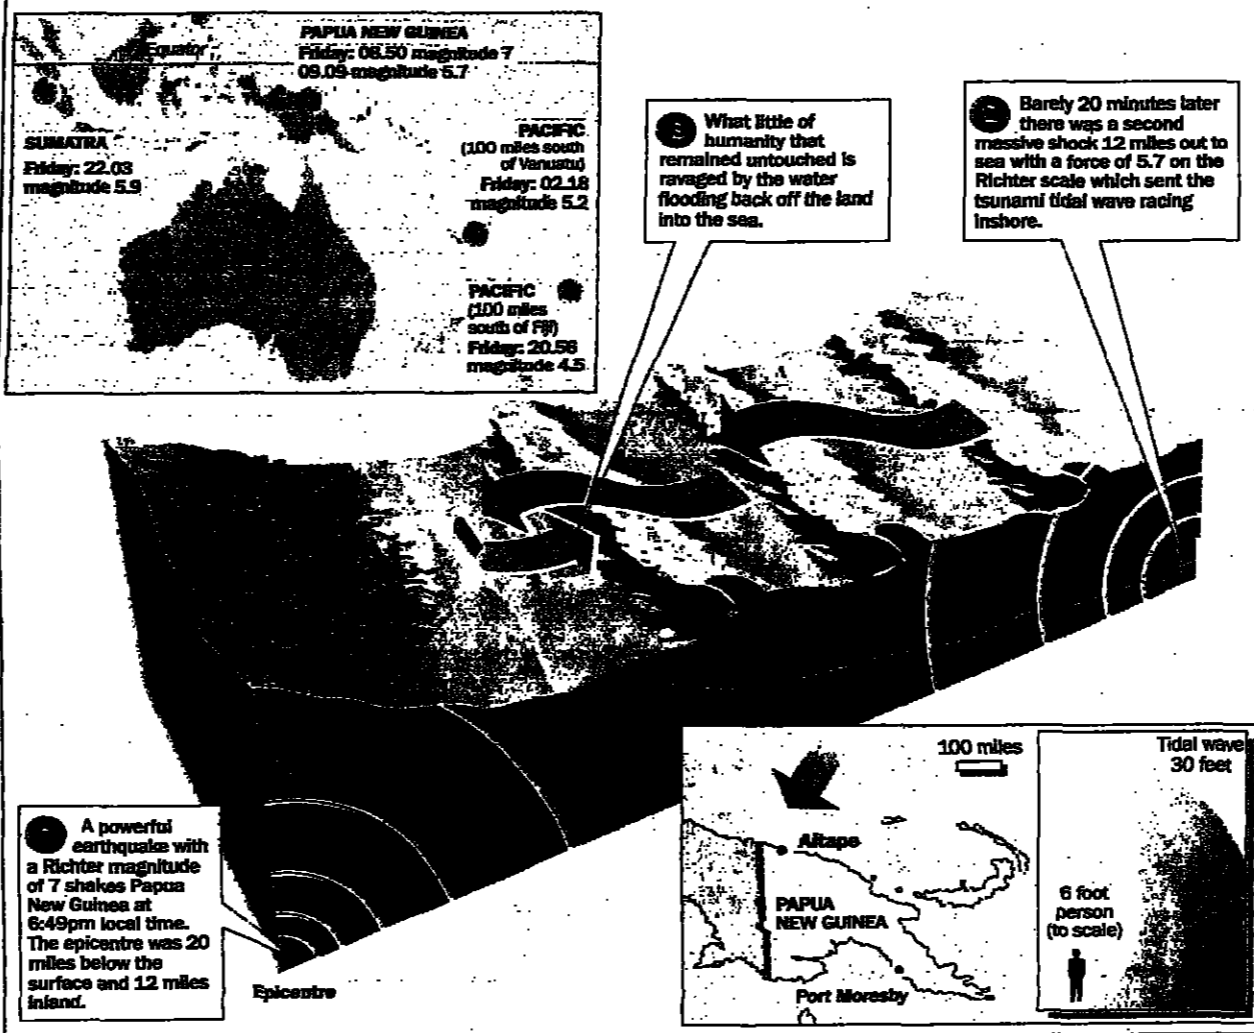 Equator
PAPUA NEW GUINEA
Friday: 08.50 magnitude 7
09.09 magnitude 5.7
SUMATRA
Friday: 22.03
magnitude 5.9
PACIFIC
(100 miles south
of Vanuatu)
Friday: 02.18
magnitude 5.2
PACIFIC
(100 miles
south of Fiji)
Friday: 20.56
magnitude 4.5
3 What little of
humanity that
remained untouched is
ravaged by the water
flooding back off the land
into the sea.
2 Barely 20 minutes later
there was a second
massive shock 12 miles out to
sea with a force of 5.7 on the
Richter scale which sent the
tsunami tidal wave racing
inshore.
A powerful
earthquake with
a Richter magnitude
of 7 shakes Papua
New Guinea at
6:49pm local time.
The epicentre was 20
miles below the
surface and 12 miles
inland.
Epicentre
100 miles
Aitape
PAPUA
NEW GUINEA
Port Moresby
Tidal wave
30 feet
6 foot
person
(to scale)